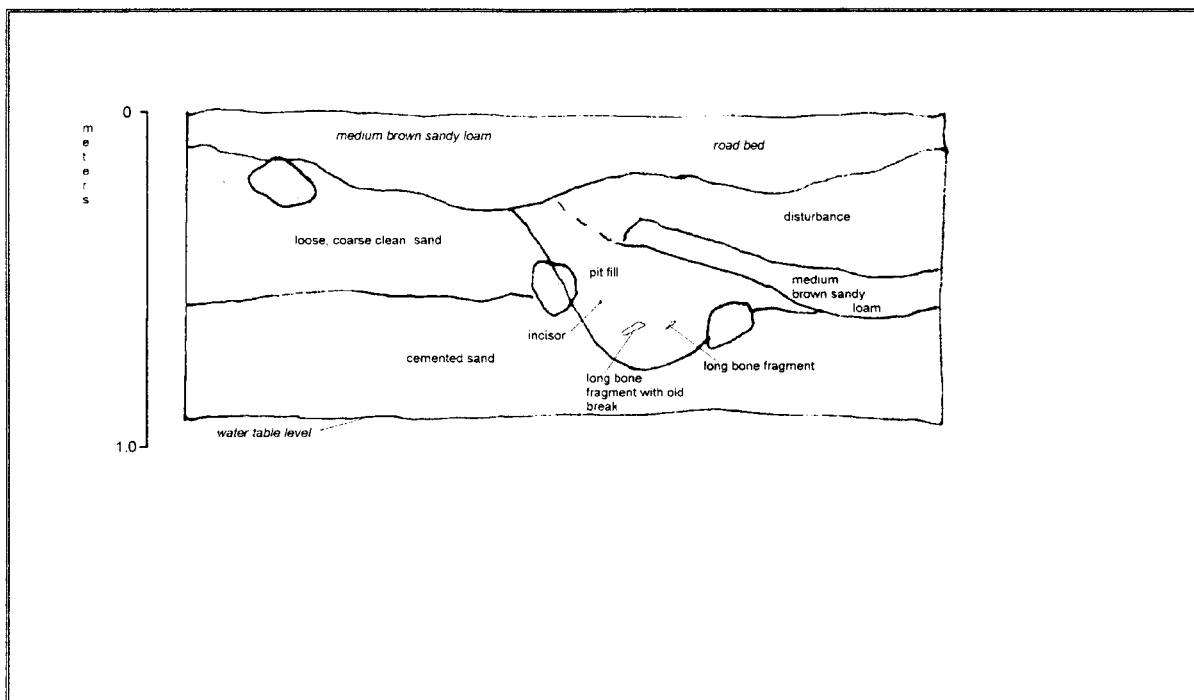 0
meters
medium brown sandy loam
road bed
disturbance
loose, coarse clean sand
pit fill
medium
brown sandy
loam
incisor
cemented sand
long bone
fragment with old
break
long bone fragment
water table level
1.0